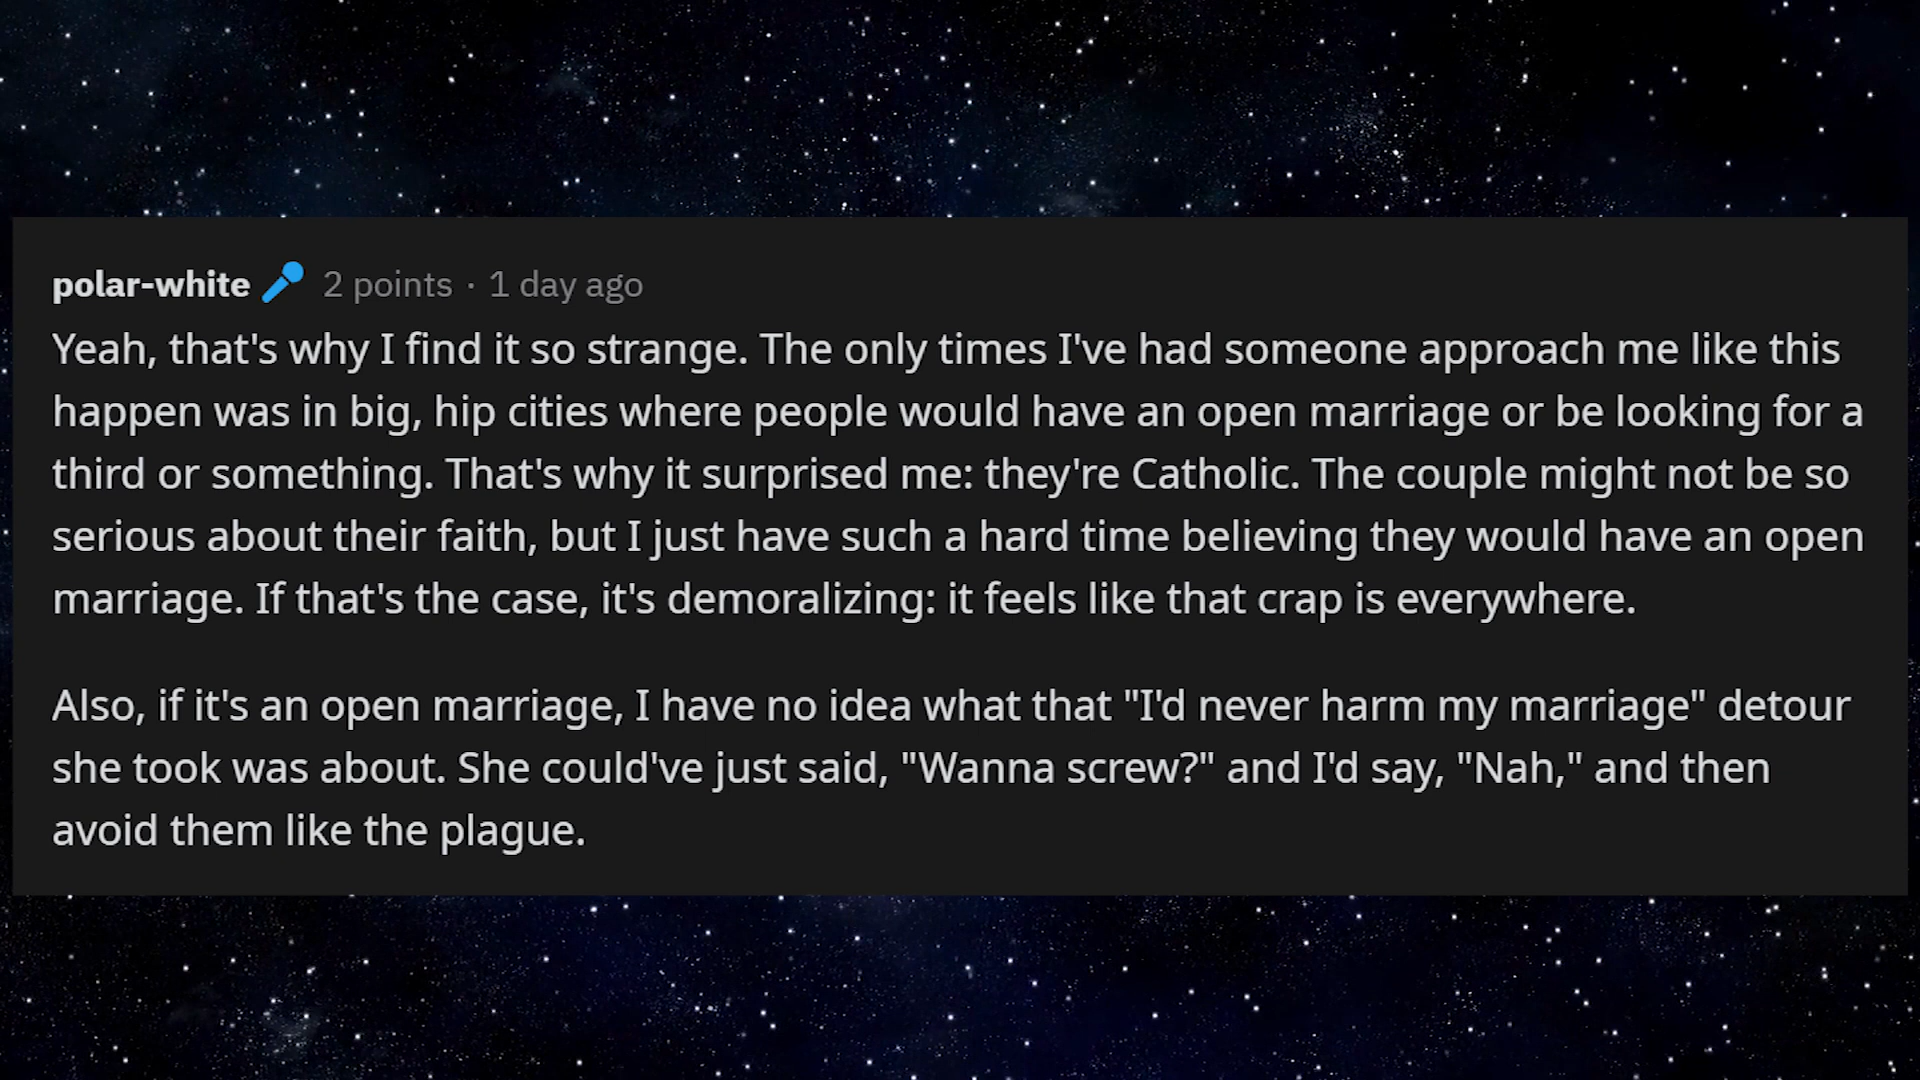 polar-white 2 points · 1 day ago
Yeah, that's why I find it so strange. The only times I've had someone approach me like this
happen was in big, hip cities where people would have an open marriage or be looking for a
third or something. That's why it surprised me: they're Catholic. The couple might not be so
serious about their faith, but I just have such a hard time believing they would have an open
marriage. If that's the case, it's demoralizing: it feels like that crap is everywhere.
Also, if it's an open marriage, I have no idea what that "I'd never harm my marriage" detour
she took was about. She could've just said, "Wanna screw?" and I'd say, "Nah," and then
avoid them like the plague.